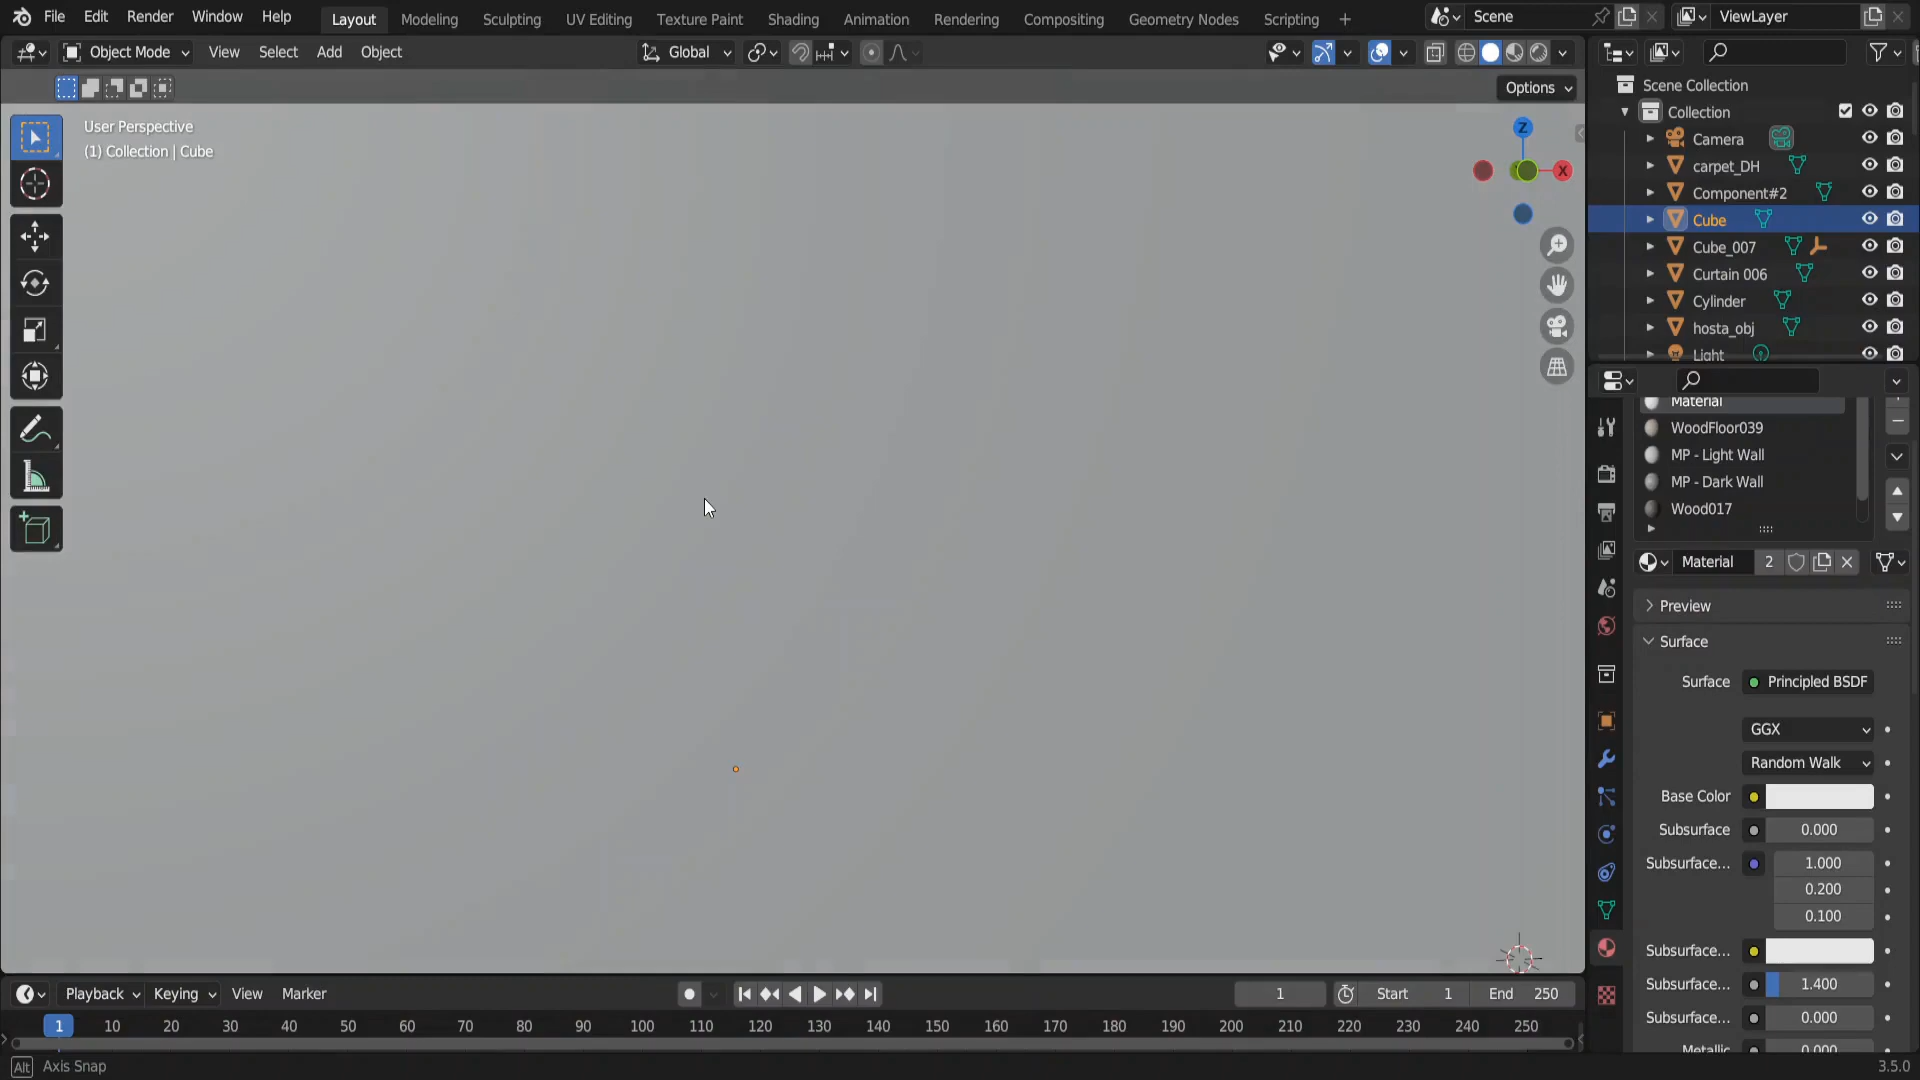 File Edit Render Window Help Layout Modeling Sculpting UV Editing Texture Paint Shading Animation Rendering Compositing Geometry Nodes Scripting + Scene ViewLayer
Object Mode View Select Add Object Global
Options
User Perspective
(1) Collection | Cube
Z
X
Scene Collection
Collection
Camera
carpet_DH
Component#2
Cube
Cube_007
Curtain 006
Cylinder
hosta_obj
Light
Material
WoodFloor039
MP - Light Wall
MP - Dark Wall
Wood017
Material 2
Preview
Surface
Surface Principled BSDF
GGX
Random Walk
Base Color
Subsurface 0.000
Subsurface... 1.000
0.200
0.100
Subsurface...
Subsurface... 1.400
Subsurface... 0.000
Metallic 0.000
Playback Keying View Marker 1 Start 1 End 250
1 10 20 30 40 50 60 70 80 90 100 110 120 130 140 150 160 170 180 190 200 210 220 230 240 250
Alt Axis Snap 3.5.0